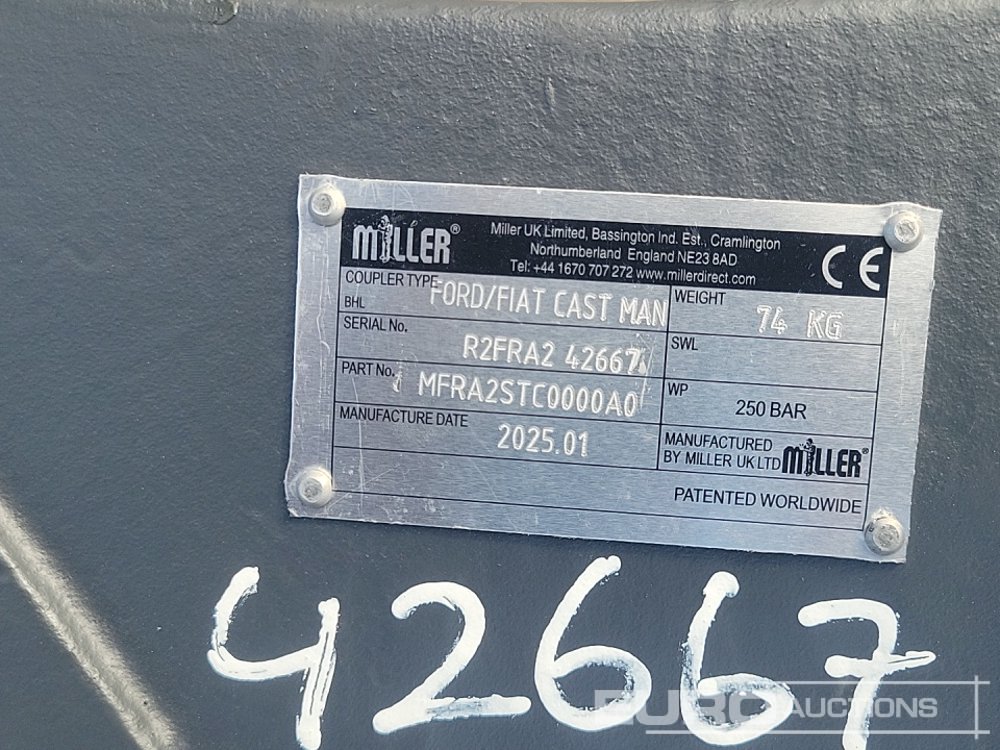 MILLER®
Miller UK Limited, Bassington Ind. Est., Cramlington
Northumberland England NE23 8AD
Tel: +44 1670 707 272 www.millerdirect.com
CE
COUPLER TYPE FORD/FIAT CAST MAN
BHL
WEIGHT 74 KG
SERIAL No. R2FRA2 42667
SWL
PART No. MFRA2STC0000A0
WP 250 BAR
MANUFACTURE DATE 2025.01
MANUFACTURED
BY MILLER UK LTD MILLER®
PATENTED WORLDWIDE
42667
EURO AUCTIONS